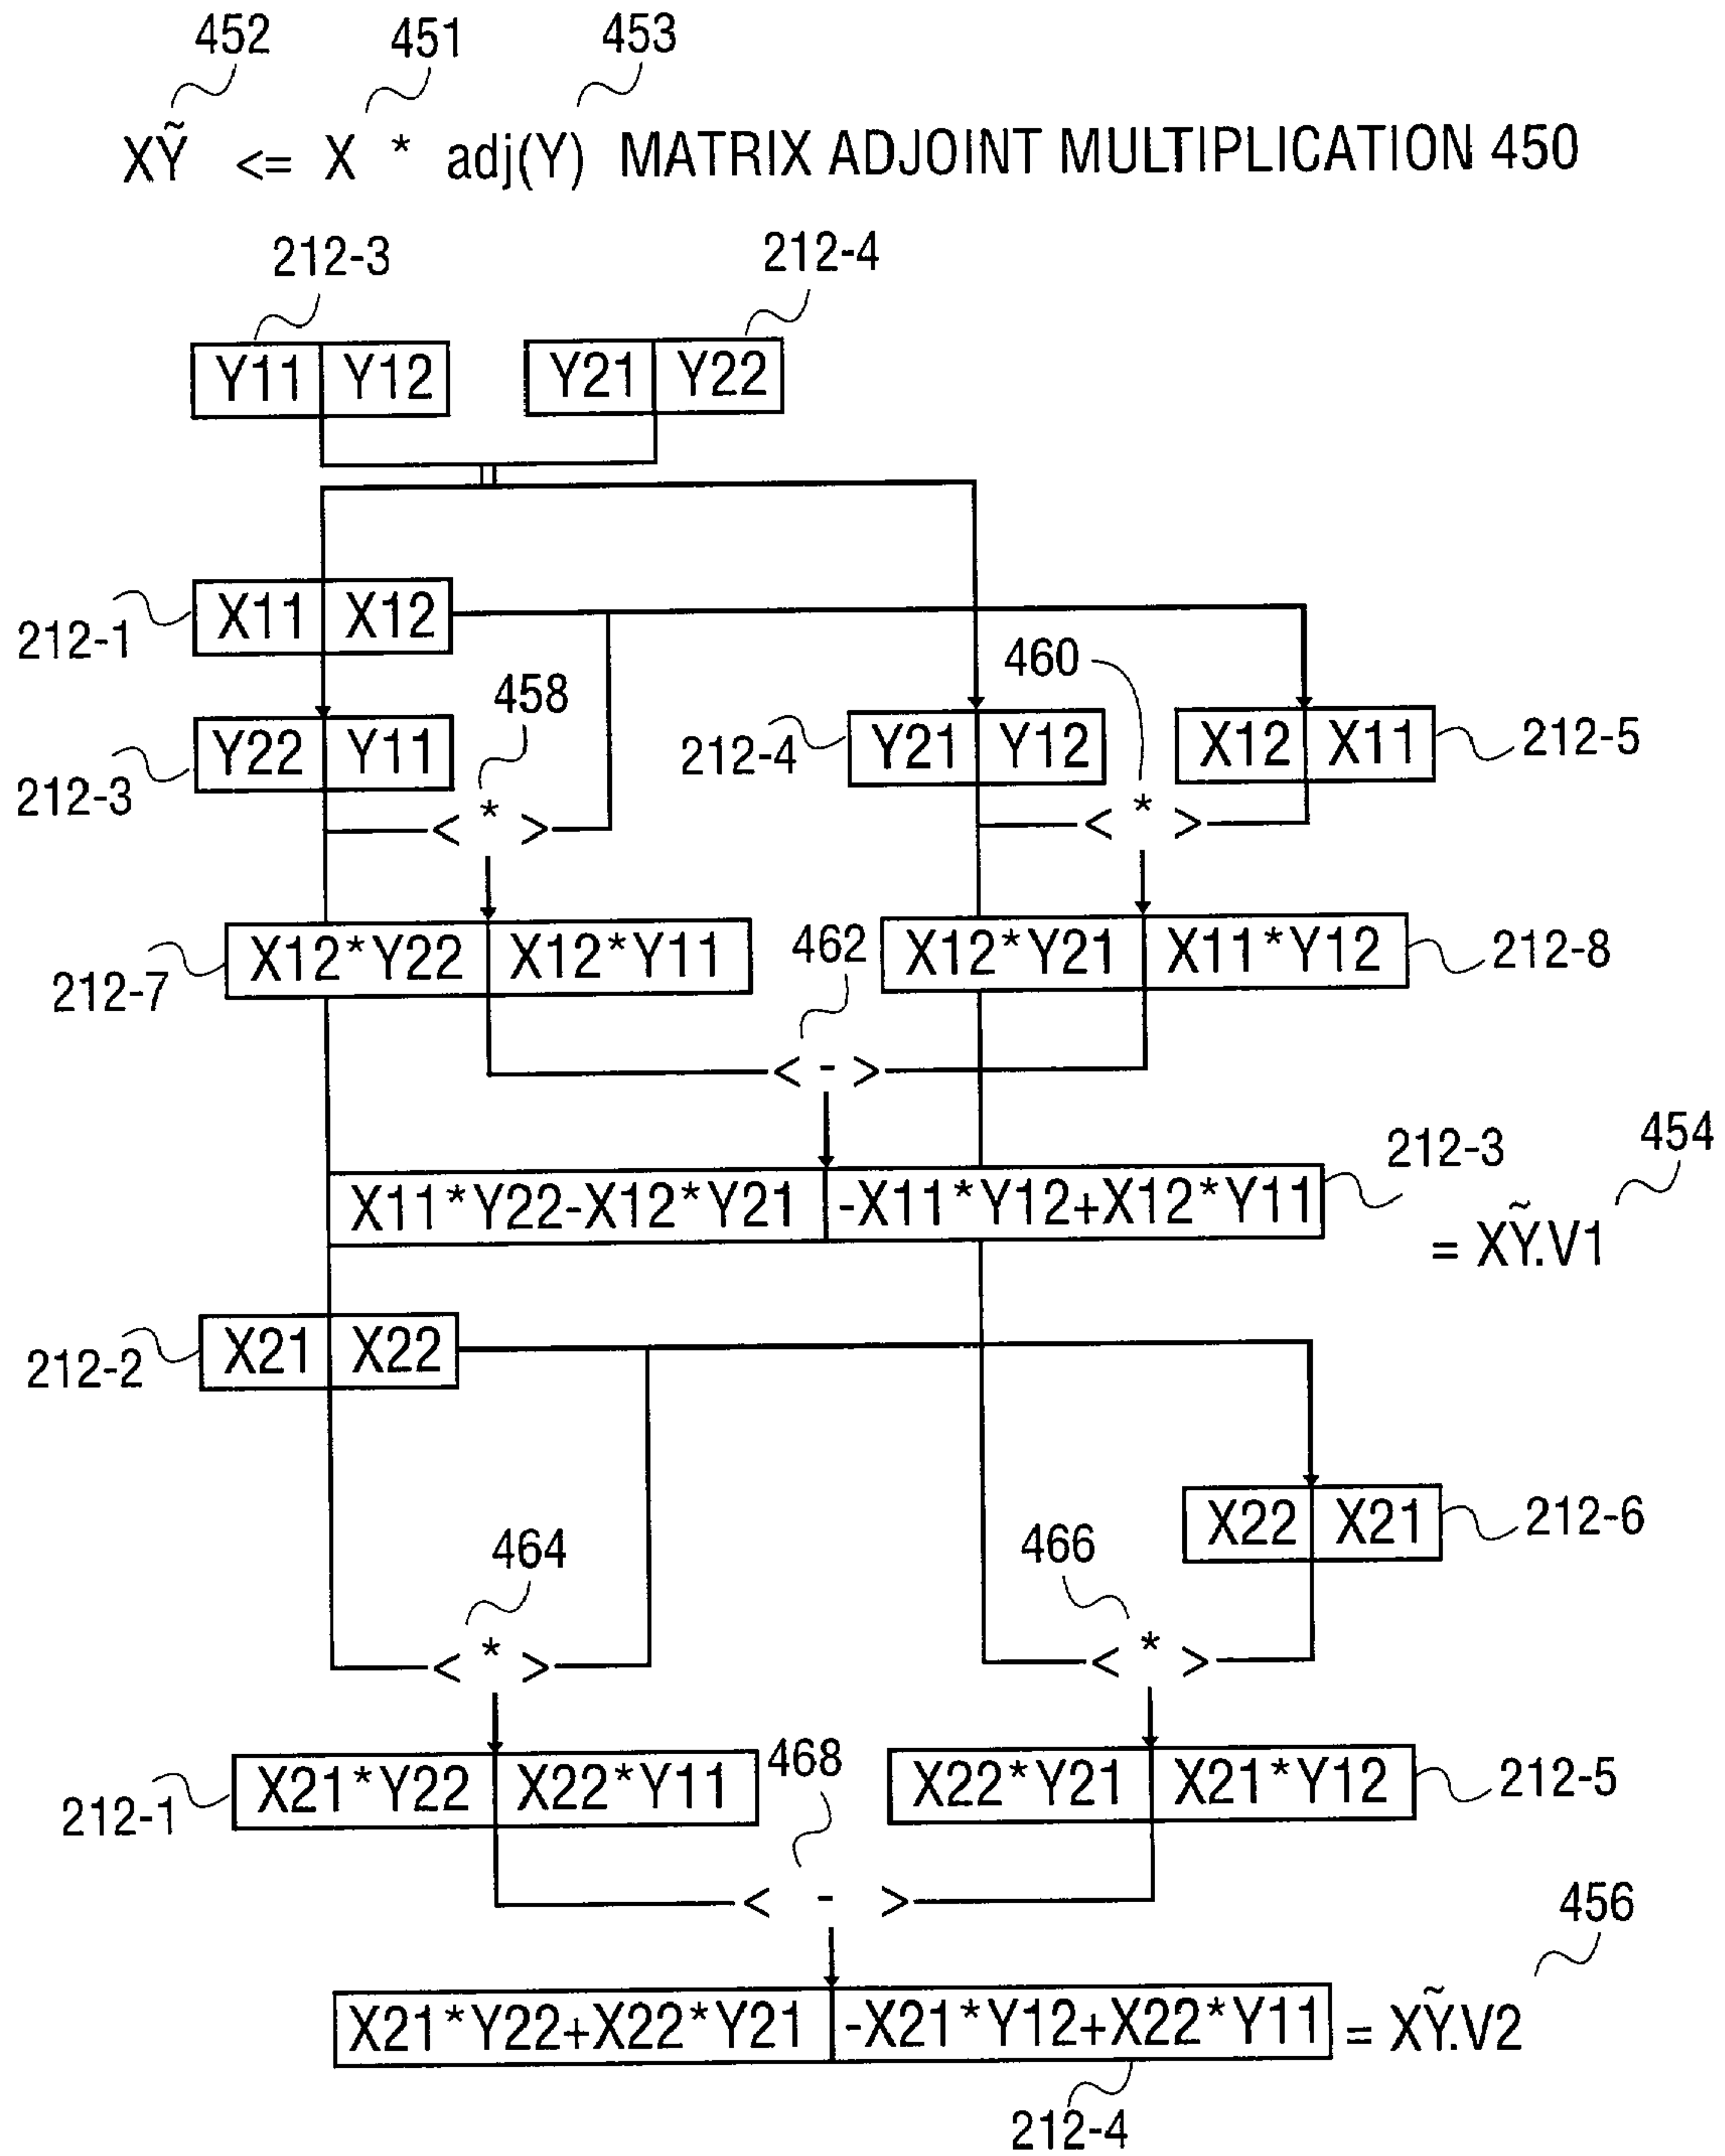 452 451 453
XỸ <= X * adj(Y) MATRIX ADJOINT MULTIPLICATION 450
212-3 212-4
Y11 Y12 Y21 Y22
212-1 X11 X12
458 460
212-3 Y22 Y11 212-4 Y21 Y12 X12 X11 212-5
< * > < * >
212-7 X12*Y22 X12*Y11 462 X12*Y21 X11*Y12 212-8
< - >
212-3 454
X11*Y22-X12*Y21 -X11*Y12+X12*Y11
= XỸ.V1
212-2 X21 X22
X22 X21 212-6
464 466
< * > < * >
212-1 X21*Y22 X22*Y11 468 X22*Y21 X21*Y12 212-5
< - >
456
X21*Y22+X22*Y21 -X21*Y12+X22*Y11 = XỸ.V2
212-4